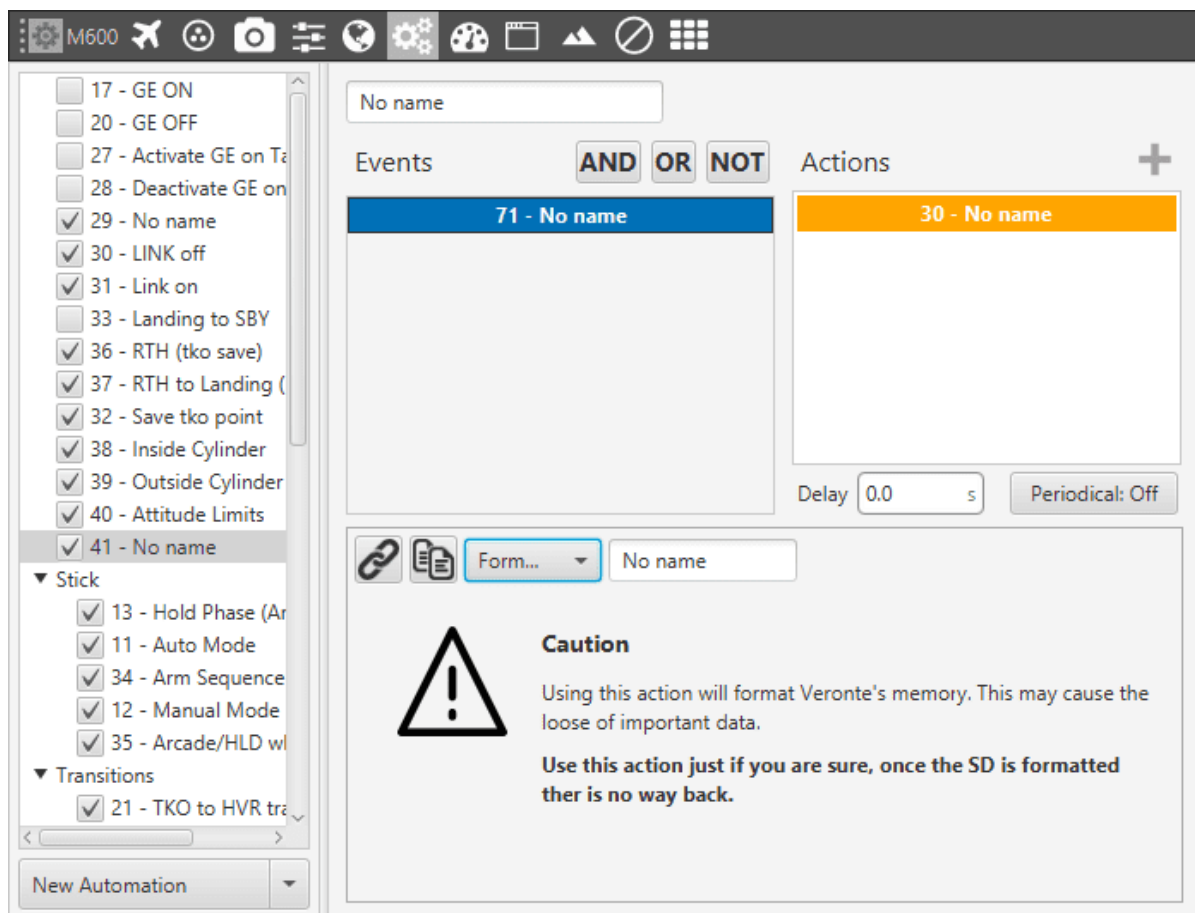 M600
17 - GE ON
20 - GE OFF
27 - Activate GE on Ta
28 - Deactivate GE on
29 - No name
30 - LINK off
31 - Link on
33 - Landing to SBY
36 - RTH (tko save)
37 - RTH to Landing (
32 - Save tko point
38 - Inside Cylinder
39 - Outside Cylinder
40 - Attitude Limits
41 - No name
Stick
13 - Hold Phase (Ar
11 - Auto Mode
34 - Arm Sequence
12 - Manual Mode
35 - Arcade/HLD wl
Transitions
21 - TKO to HVR tra
New Automation
No name
Events AND OR NOT
71 - No name
Actions
30 - No name
Delay 0.0 s Periodical: Off
Form... No name
Caution
Using this action will format Veronte's memory. This may cause the
loose of important data.
Use this action just if you are sure, once the SD is formatted
ther is no way back.